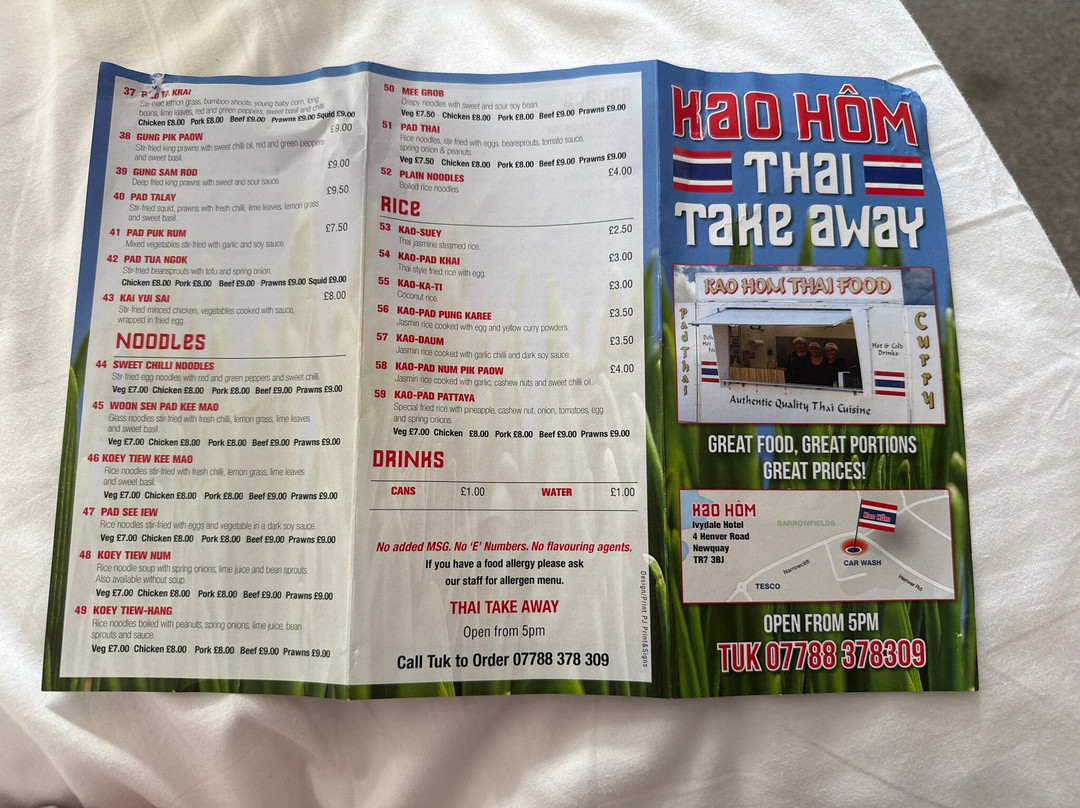 37 TA KRAI
Stir-fried lemon grass, bamboo shoots, young baby corn, long
beans, lime leaves, red and green peppers, sweet basil and chilli
Chicken £8.00 Pork £8.00 Beef £9.00 Prawns £9.00 Squid £9.00
38 GUNG PIK PAOW £9.00
Stir-fried king prawns with sweet chilli oil, red and green peppers
and sweet basil.
39 GUNG SAM ROD £9.00
Deep fried king prawns with sweet and sour sauce.
40 PAD TALAY £9.50
Stir-fried squid, prawns with fresh chilli, lime leaves, lemon grass
and sweet basil.
41 PAD PUK RUM £7.50
Mixed vegetables stir-fried with garlic and soy sauce.
42 PAD TUA NGOK
Stir-fried beansprouts with tofu and spring onion.
Chicken £8.00 Pork £8.00 Beef £9.00 Prawns £9.00 Squid £9.00
43 KAI YUI SAI £8.00
Stir-fried minced chicken, vegetables cooked with sauce,
wrapped in fried egg.
NOODLES
44 SWEET CHILLI NOODLES
Stir-fried egg noodles with red and green peppers and sweet chilli.
Veg £7.00 Chicken £8.00 Pork £8.00 Beef £9.00 Prawns £9.00
45 WOON SEN PAD KEE MAO
Glass noodles stir-fried with fresh chilli, lemon grass, lime leaves
and sweet basil.
Veg £7.00 Chicken £8.00 Pork £8.00 Beef £9.00 Prawns £9.00
46 KOEY TIEW KEE MAO
Rice noodles stir-fried with fresh chilli, lemon grass, lime leaves
and sweet basil.
Veg £7.00 Chicken £8.00 Pork £8.00 Beef £9.00 Prawns £9.00
47 PAD SEE IEW
Rice noodles stir-fried with eggs and vegetable in a dark soy sauce.
Veg £7.00 Chicken £8.00 Pork £8.00 Beef £9.00 Prawns £9.00
48 KOEY TIEW NUM
Rice noodle soup with spring onions, lime juice and bean sprouts.
Also available without soup.
Veg £7.00 Chicken £8.00 Pork £8.00 Beef £9.00 Prawns £9.00
49 KOEY TIEW-HANG
Rice noodles boiled with peanuts, spring onions, lime juice, bean
sprouts and sauce.
Veg £7.00 Chicken £8.00 Pork £8.00 Beef £9.00 Prawns £9.00
50 MEE GROB
Crispy noodles with sweet and sour soy bean.
Veg £7.50 Chicken £8.00 Pork £8.00 Beef £9.00 Prawns £9.00
51 PAD THAI
Rice noodles, stir-fried with eggs, beansprouts, tomato sauce,
spring onion & peanuts.
Veg £7.50 Chicken £8.00 Pork £8.00 Beef £9.00 Prawns £9.00
52 PLAIN NOODLES £4.00
Boiled rice noodles.
RICE
53 KAO-SUEY £2.50
Thai jasmine steamed rice.
54 KAO-PAD KHAI £3.00
Thai style fried rice with egg.
55 KAO-KA-TI £3.00
Coconut rice.
56 KAO-PAD PUNG KAREE £3.50
Jasmin rice cooked with egg and yellow curry powders.
57 KAO-DAUM £3.50
Jasmin rice cooked with garlic chilli and dark soy sauce.
58 KAO-PAD NUM PIK PAOW £4.00
Jasmin rice cooked with garlic, cashew nuts and sweet chilli oil.
59 KAO-PAD PATTAYA
Special fried rice with pineapple, cashew nut, onion, tomatoes, egg
and spring onions.
Veg £7.00 Chicken £8.00 Pork £8.00 Beef £9.00 Prawns £9.00
DRINKS
CANS £1.00 WATER £1.00
No added MSG. No 'E' Numbers. No flavouring agents.
If you have a food allergy please ask
our staff for allergen menu.
THAI TAKE AWAY
Open from 5pm
Call Tuk to Order 07788 378 309
Design/Print PJ Print&Signs
KAO HÔM
THAI
TAKE AWAY
KAO HOM THAI FOOD
Pad Thai
Curry
Hot & Cold
Drinks
Authentic Quality Thai Cuisine
GREAT FOOD, GREAT PORTIONS
GREAT PRICES!
KAO HÔM
Ivydale Hotel
4 Henver Road
Newquay
TR7 3BJ
BARROWFIELDS
KAO HÔM
CAR WASH
Narrowcliff
TESCO
Henver Rd
OPEN FROM 5PM
TUK 07788 378309